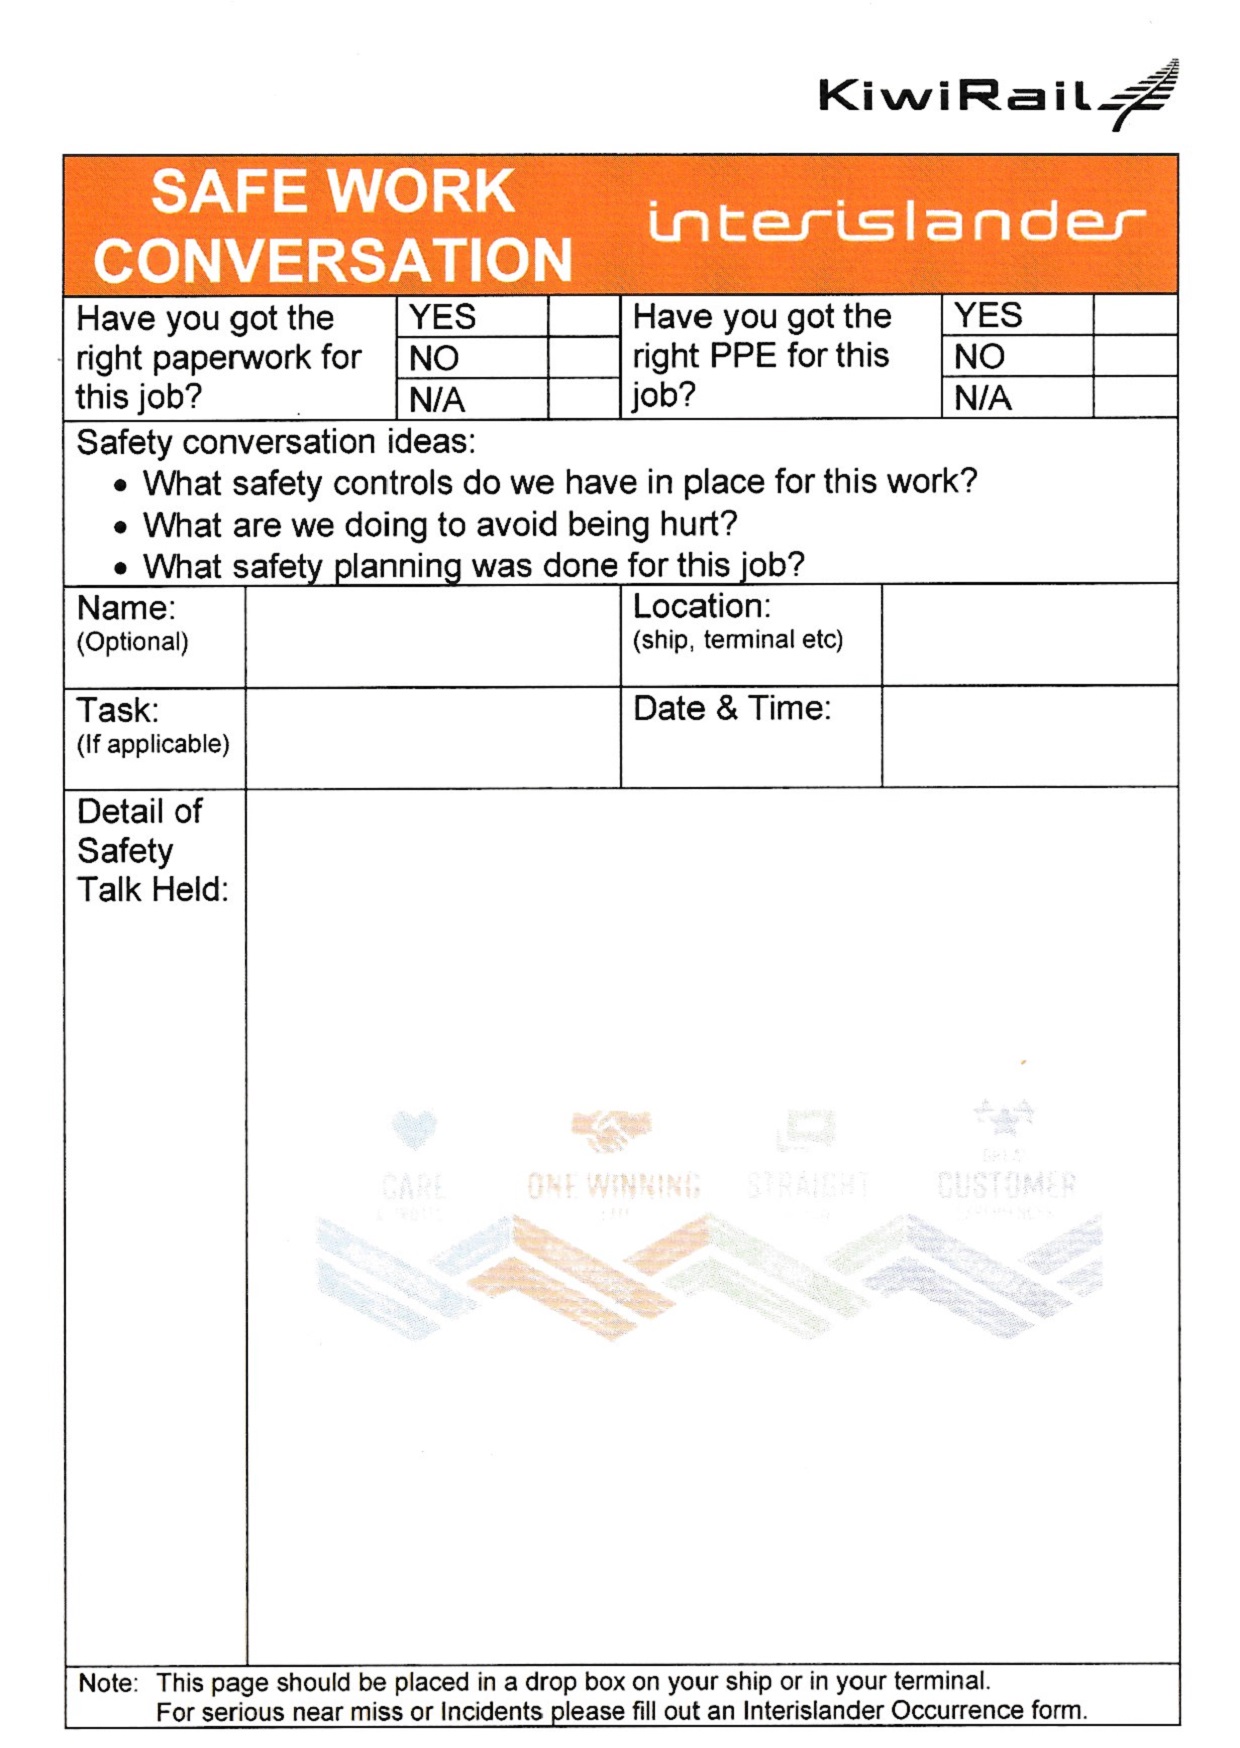 KiwiRail
SAFE WORK
CONVERSATION
interislander
Have you got the
right paperwork for
this job?
YES
NO
N/A
Have you got the
right PPE for this
job?
YES
NO
N/A
Safety conversation ideas:
• What safety controls do we have in place for this work?
• What are we doing to avoid being hurt?
• What safety planning was done for this job?
Name:
(Optional)
Location:
(ship, terminal etc)
Task:
(If applicable)
Date & Time:
Detail of
Safety
Talk Held:
CARE
ONE WINNING
STRAIGHT
GREAT
CUSTOMER
Note: This page should be placed in a drop box on your ship or in your terminal.
For serious near miss or Incidents please fill out an Interislander Occurrence form.